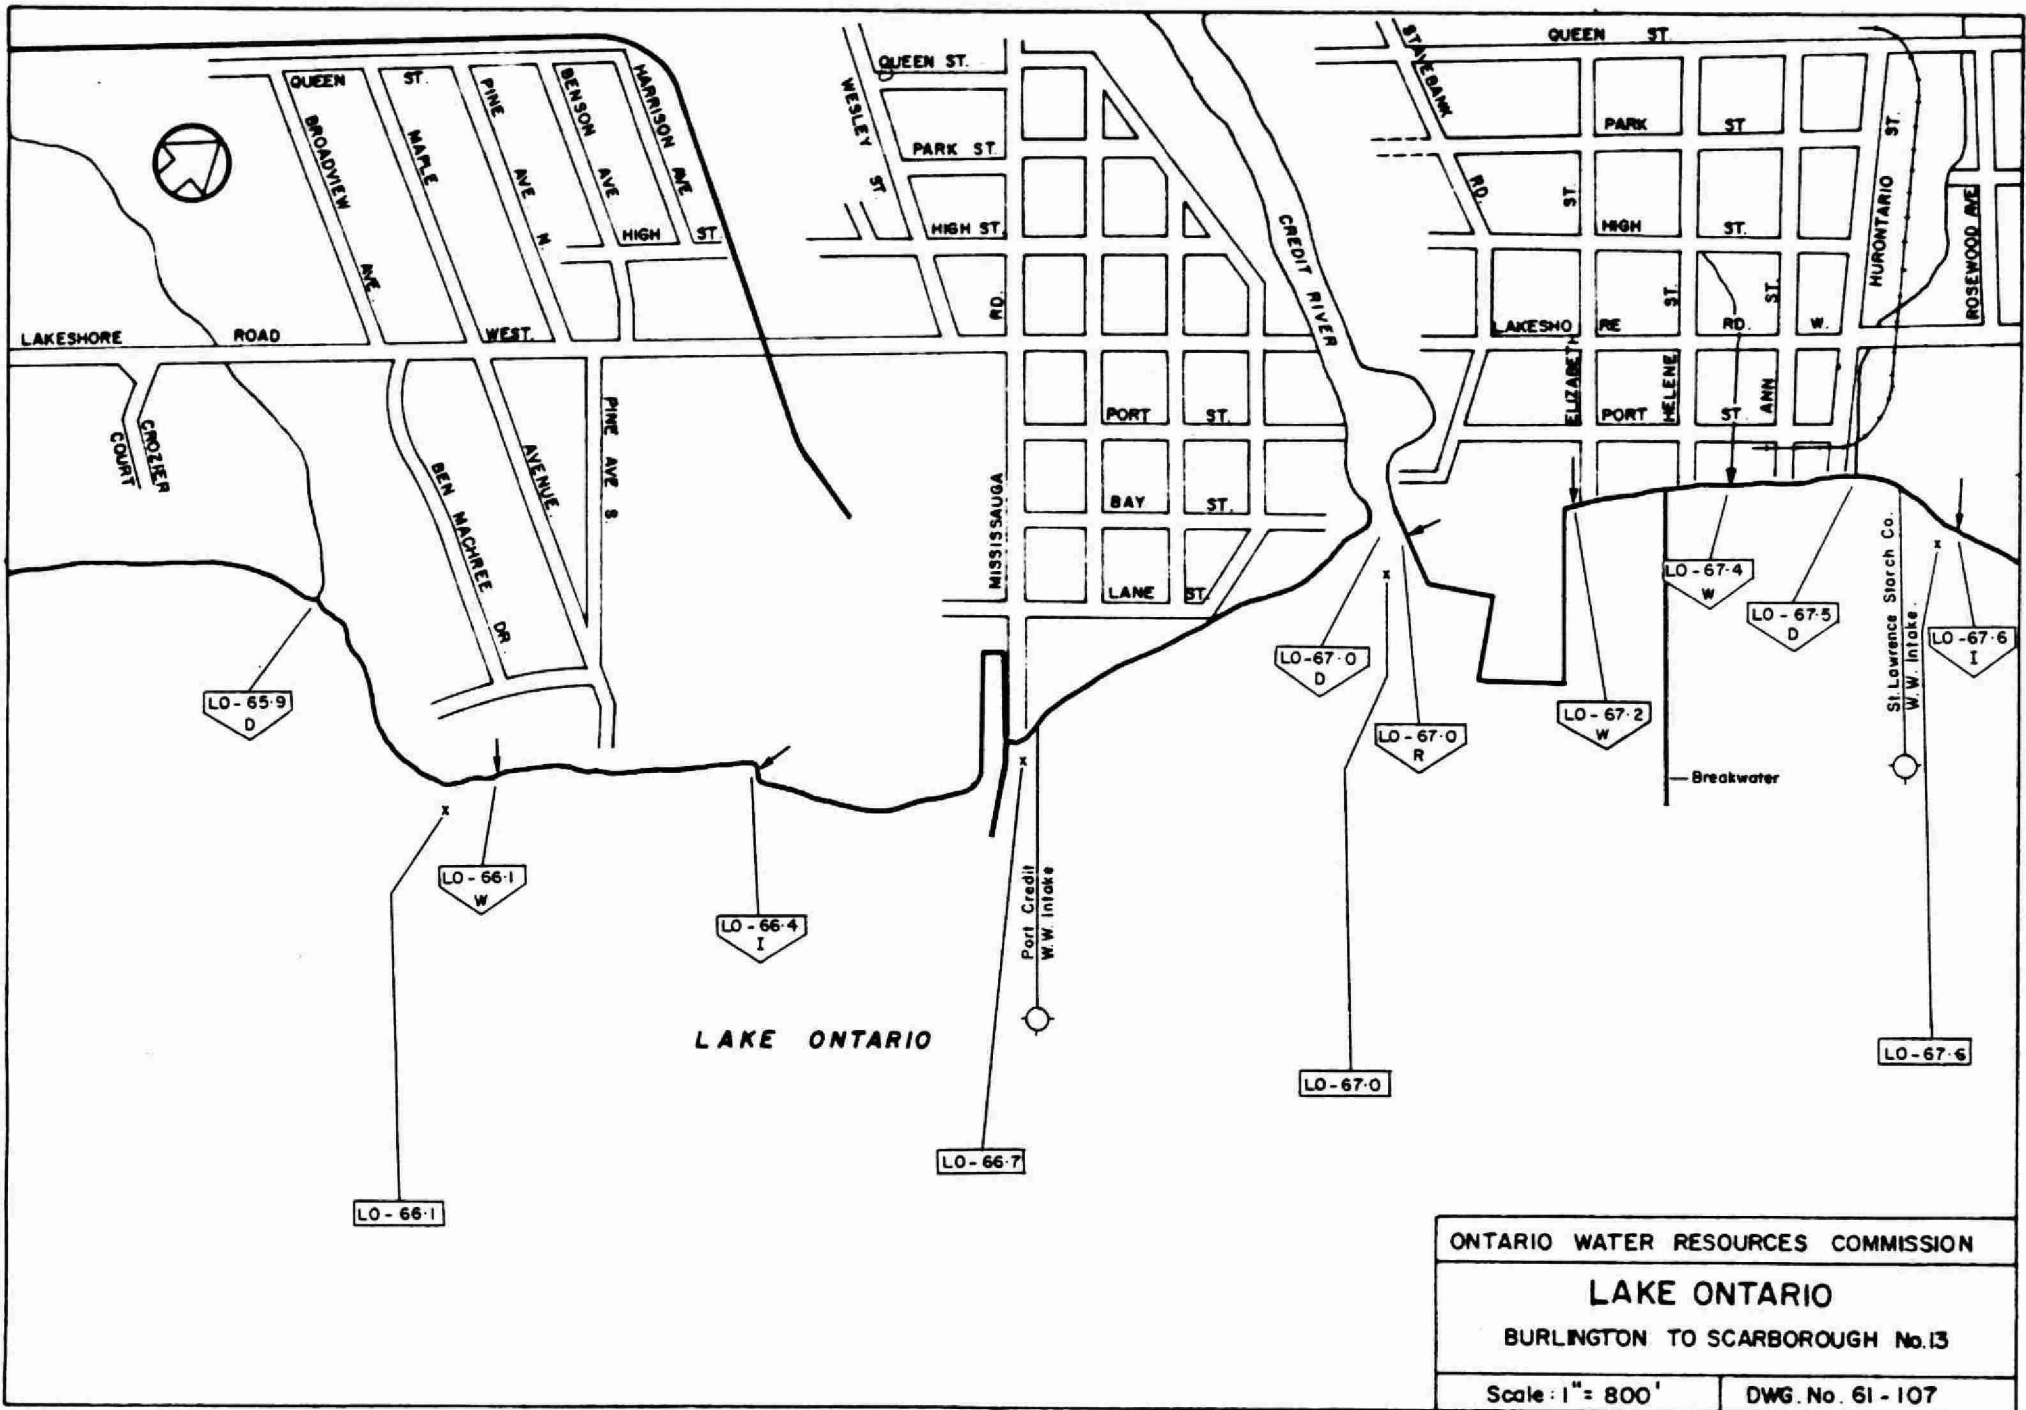 QUEEN ST.
BROADVIEW AVE.
MAPLE
PINE AVE N.
BENSON AVE
HARRISON AVE
HIGH ST.
WESLEY ST
QUEEN ST.
PARK ST.
HIGH ST.
RD.
CREDIT RIVER
STAVEBANK
RD.
QUEEN ST.
PARK ST
ST
HIGH ST.
ST.
ST.
HURONTARIO ST.
ROSEWOOD AVE
LAKESHORE ROAD WEST.
LAKESHORE RD. W.
CROZIER
COURT
BEN MACHREE DR
AVENUE
PINE AVE S
MISSISSAUGA
PORT ST.
BAY ST.
LANE ST.
ELIZABETH
PORT ST.
HELENE
ANN
LO-65·9
D
LO-66·1
W
LO-66·4
I
LO-67·0
D
LO-67·0
R
LO-67·2
W
LO-67·4
W
LO-67·5
D
LO-67·6
I
St. Lawrence Starch Co.
W.W. Intake.
Breakwater
Port Credit
W.W. Intake
LAKE ONTARIO
LO-66·1
LO-66·7
LO-67·0
LO-67·6
ONTARIO WATER RESOURCES COMMISSION
LAKE ONTARIO
BURLINGTON TO SCARBOROUGH No.13
Scale: 1"= 800'
DWG. No. 61-107